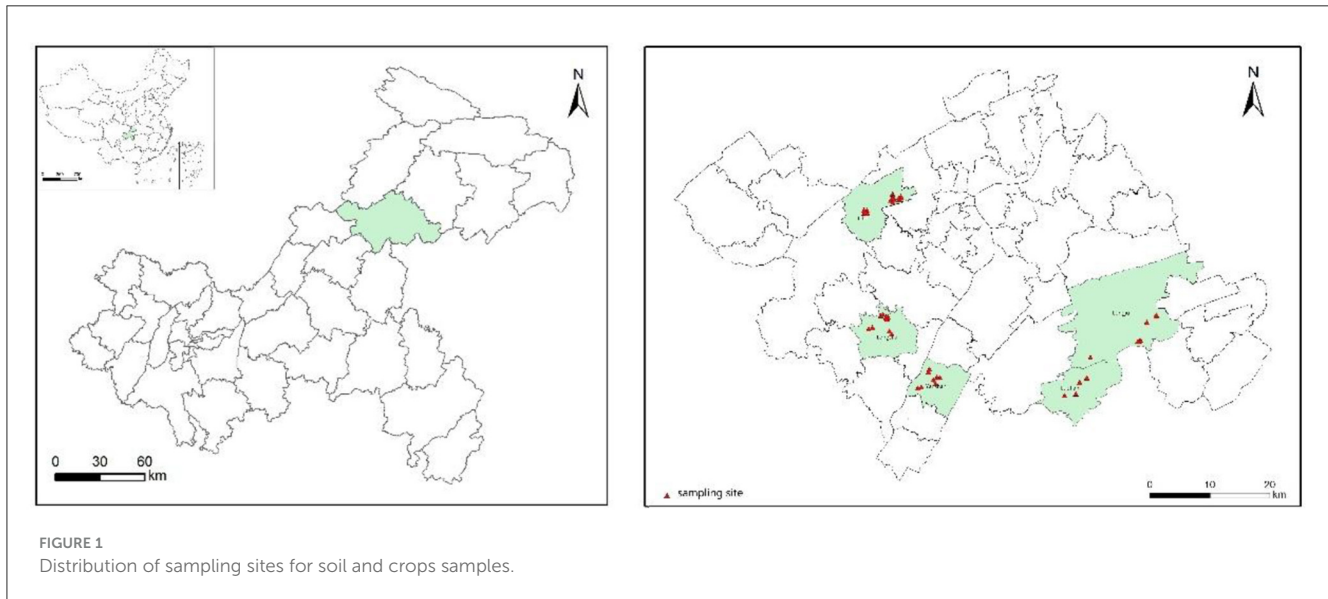 N
0 30 60
km
N
sampling site
0 10 20
km
FIGURE 1
Distribution of sampling sites for soil and crops samples.